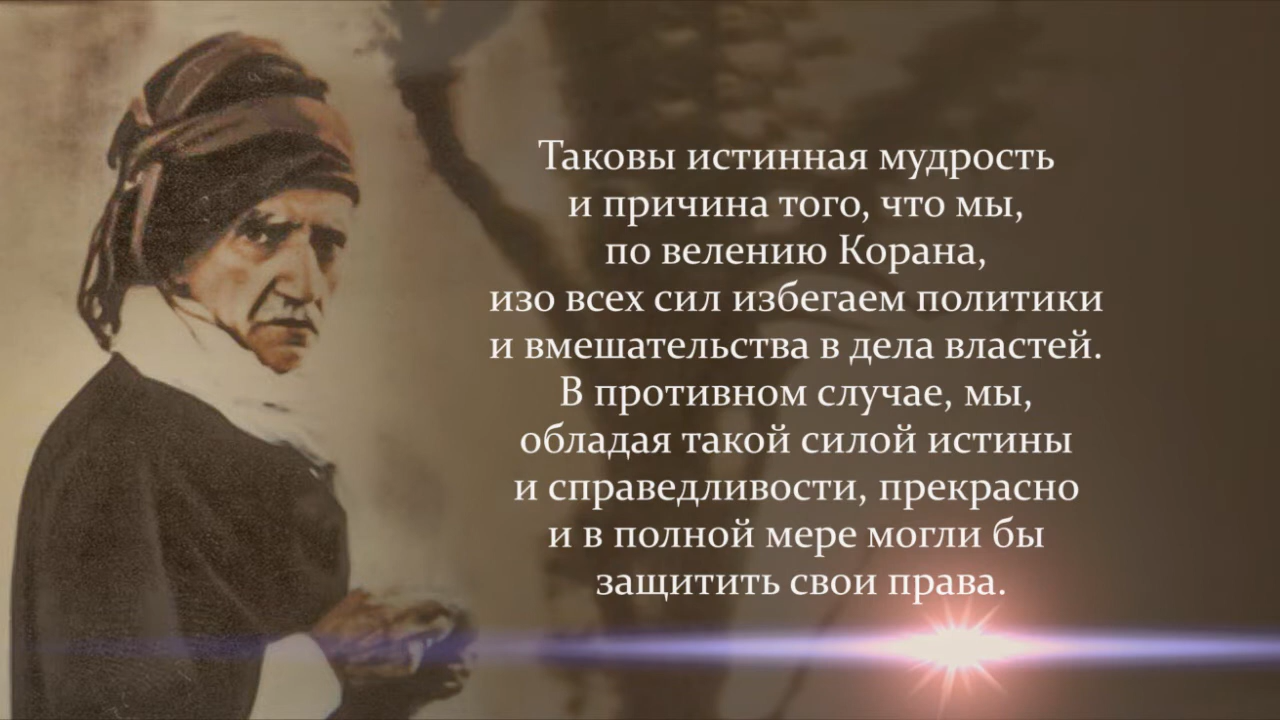 Таковы истинная мудрость
и причина того, что мы,
по велению Корана,
изо всех сил избегаем политики
и вмешательства в дела властей.
В противном случае, мы,
обладая такой силой истины
и справедливости, прекрасно
и в полной мере могли бы
защитить свои права.